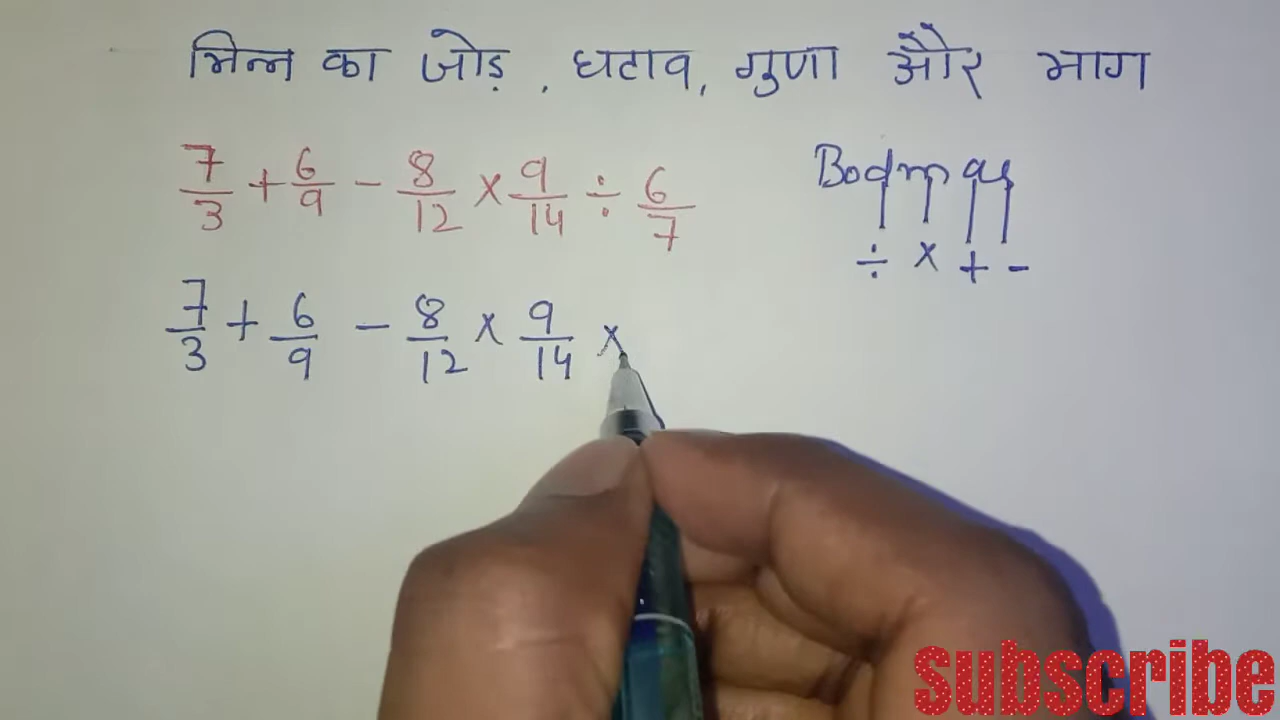 भिन्न का जोड़ , घटाव, गुणा और भाग
7/3 + 6/9 - 8/12 × 9/14 ÷ 6/7
Bodmas
÷ × + -
7/3 + 6/9 - 8/12 × 9/14 ×
subscribe